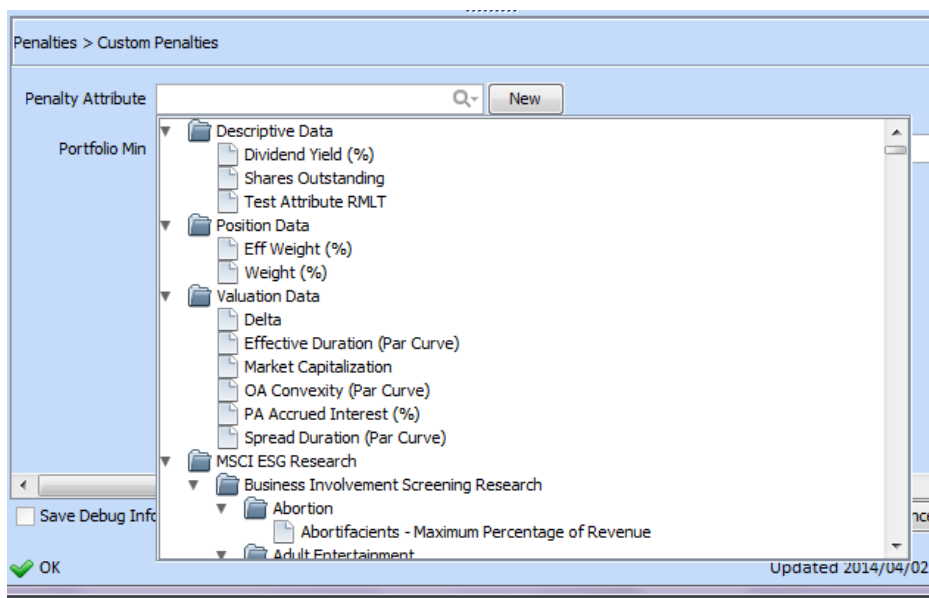 Penalties > Custom Penalties
Penalty Attribute
New
Portfolio Min
Descriptive Data
Dividend Yield (%)
Shares Outstanding
Test Attribute RMLT
Position Data
Eff Weight (%)
Weight (%)
Valuation Data
Delta
Effective Duration (Par Curve)
Market Capitalization
OA Convexity (Par Curve)
PA Accrued Interest (%)
Spread Duration (Par Curve)
MSCI ESG Research
Business Involvement Screening Research
Abortion
Abortifacients - Maximum Percentage of Revenue
Adult Entertainment
Save Debug Info
OK
Updated 2014/04/02